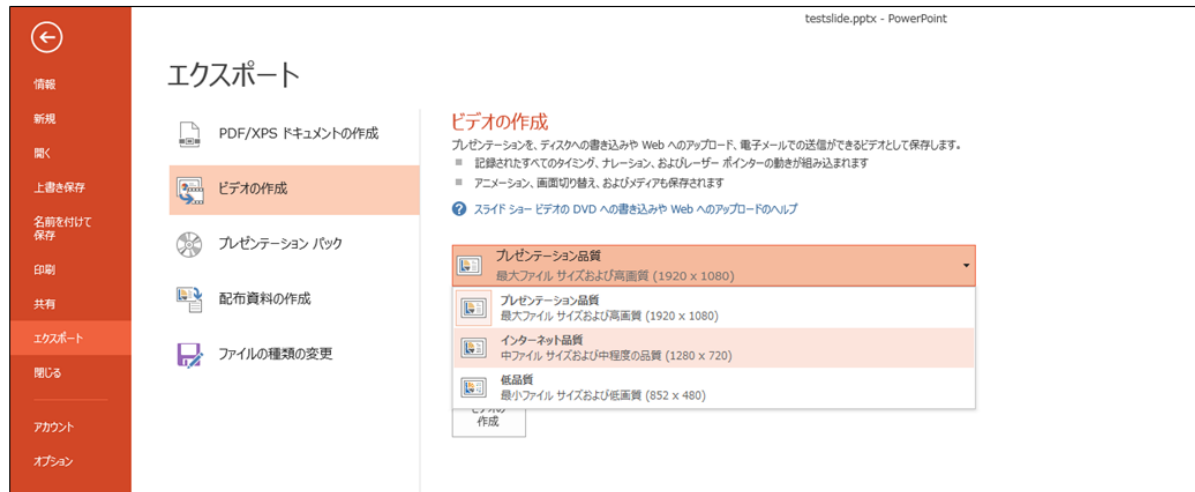 testslide.pptx - PowerPoint
情報
新規
開く
上書き保存
名前を付けて
保存
印刷
共有
エクスポート
閉じる
アカウント
オプション
エクスポート
PDF/XPS ドキュメントの作成
ビデオの作成
プレゼンテーション パック
配布資料の作成
ファイルの種類の変更
ビデオの作成
プレゼンテーションを、ディスクへの書き込みや Web へのアップロード、電子メールでの送信ができるビデオとして保存します。
記録されたすべてのタイミング、ナレーション、およびレーザー ポインターの動きが組み込まれます
アニメーション、画面切り替え、およびメディアも保存されます
スライド ショー ビデオの DVD への書き込みや Web へのアップロードのヘルプ
プレゼンテーション品質
最大ファイル サイズおよび高画質 (1920 x 1080)
プレゼンテーション品質
最大ファイル サイズおよび高画質 (1920 x 1080)
インターネット品質
中ファイル サイズおよび中程度の品質 (1280 x 720)
低品質
最小ファイル サイズおよび低画質 (852 x 480)
ビデオの
作成